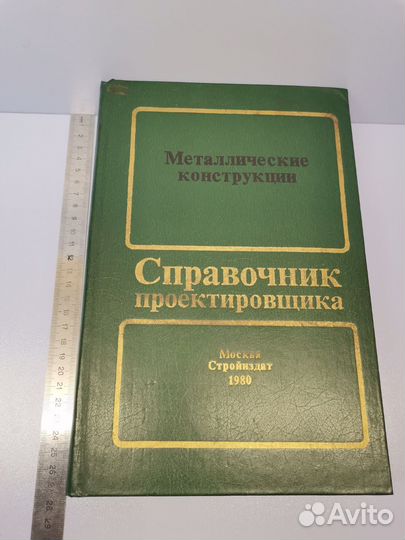 Металлические
конструкции
Справочник
проектировщика
Москва
Стройиздат
1980
Avito